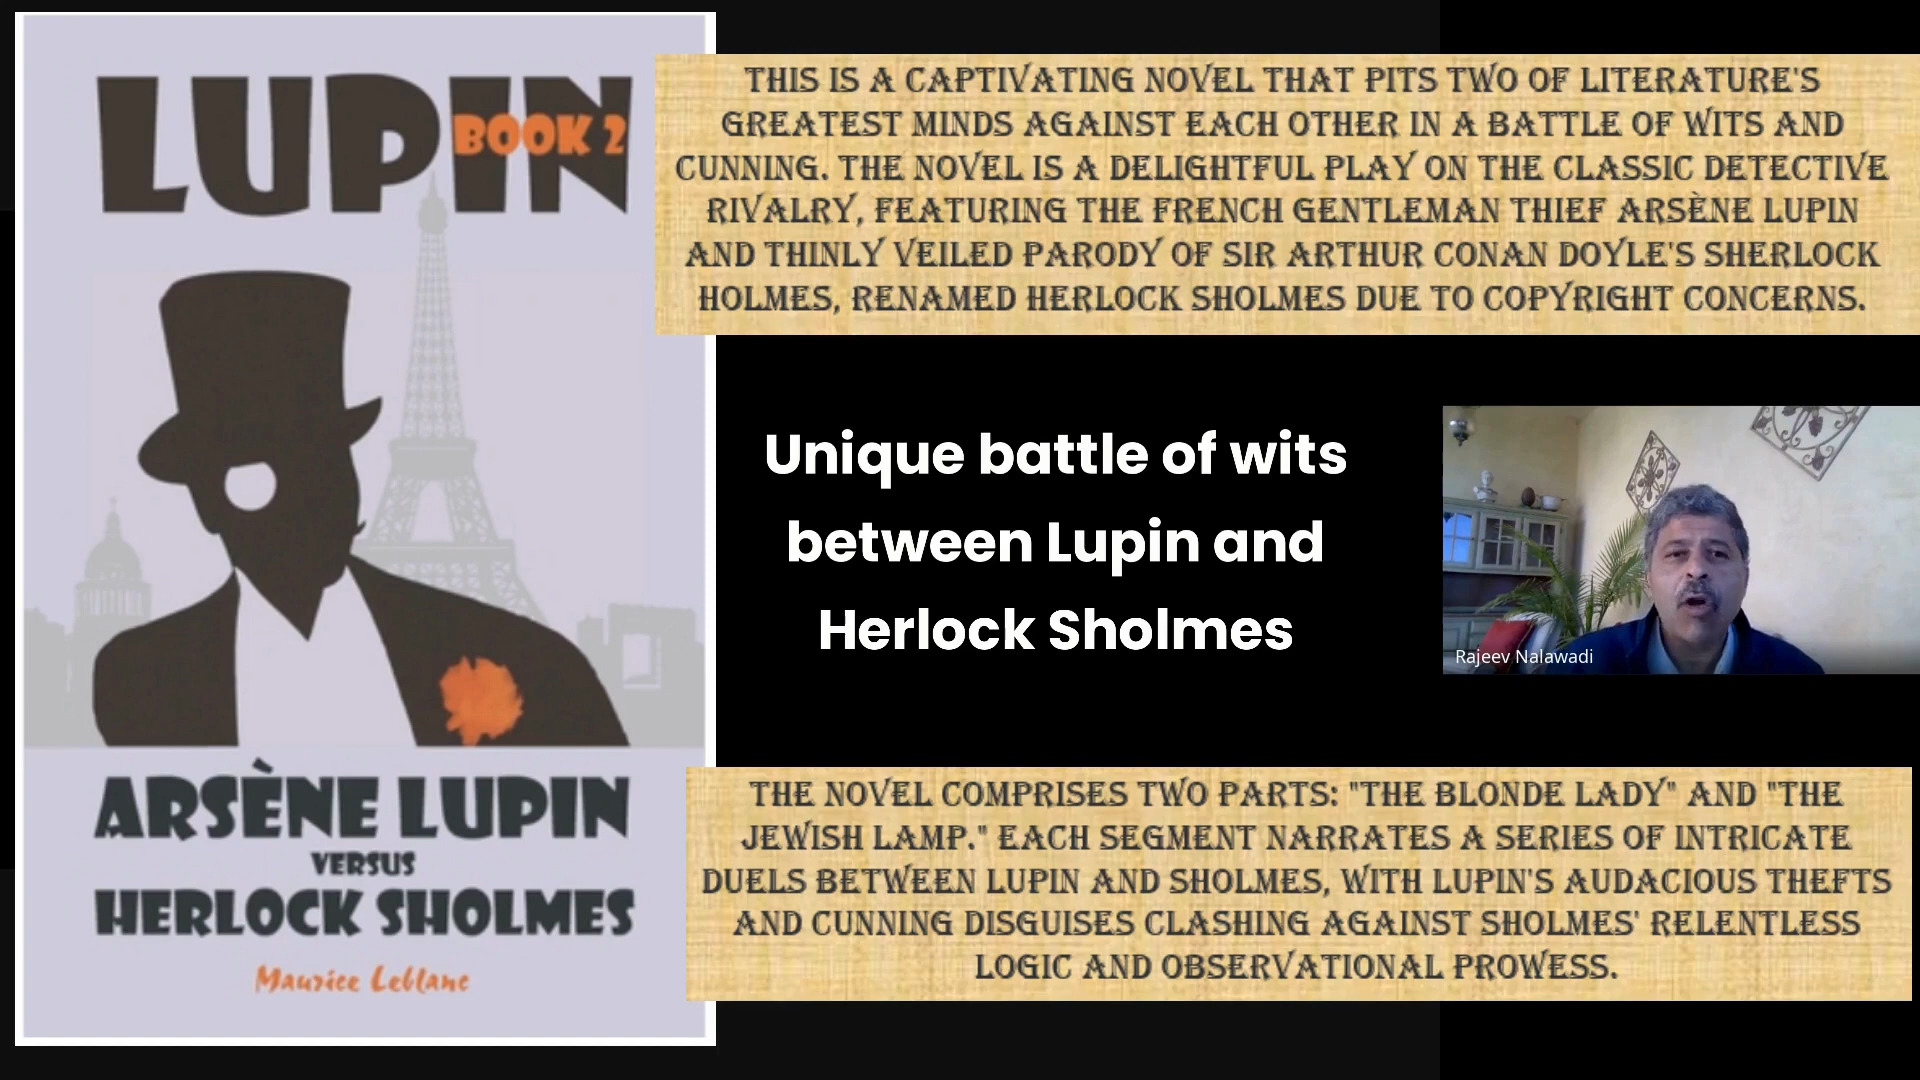 LUPIN
BOOK 2
ARSÈNE LUPIN
VERSUS
HERLOCK SHOLMES
Maurice Leblanc
THIS IS A CAPTIVATING NOVEL THAT PITS TWO OF LITERATURE'S
GREATEST MINDS AGAINST EACH OTHER IN A BATTLE OF WITS AND
CUNNING. THE NOVEL IS A DELIGHTFUL PLAY ON THE CLASSIC DETECTIVE
RIVALRY, FEATURING THE FRENCH GENTLEMAN THIEF ARSÈNE LUPIN
AND THINLY VEILED PARODY OF SIR ARTHUR CONAN DOYLE'S SHERLOCK
HOLMES, RENAMED HERLOCK SHOLMES DUE TO COPYRIGHT CONCERNS.
Unique battle of wits
between Lupin and
Herlock Sholmes
Rajeev Nalawadi
THE NOVEL COMPRISES TWO PARTS: "THE BLONDE LADY" AND "THE
JEWISH LAMP." EACH SEGMENT NARRATES A SERIES OF INTRICATE
DUELS BETWEEN LUPIN AND SHOLMES, WITH LUPIN'S AUDACIOUS THEFTS
AND CUNNING DISGUISES CLASHING AGAINST SHOLMES' RELENTLESS
LOGIC AND OBSERVATIONAL PROWESS.